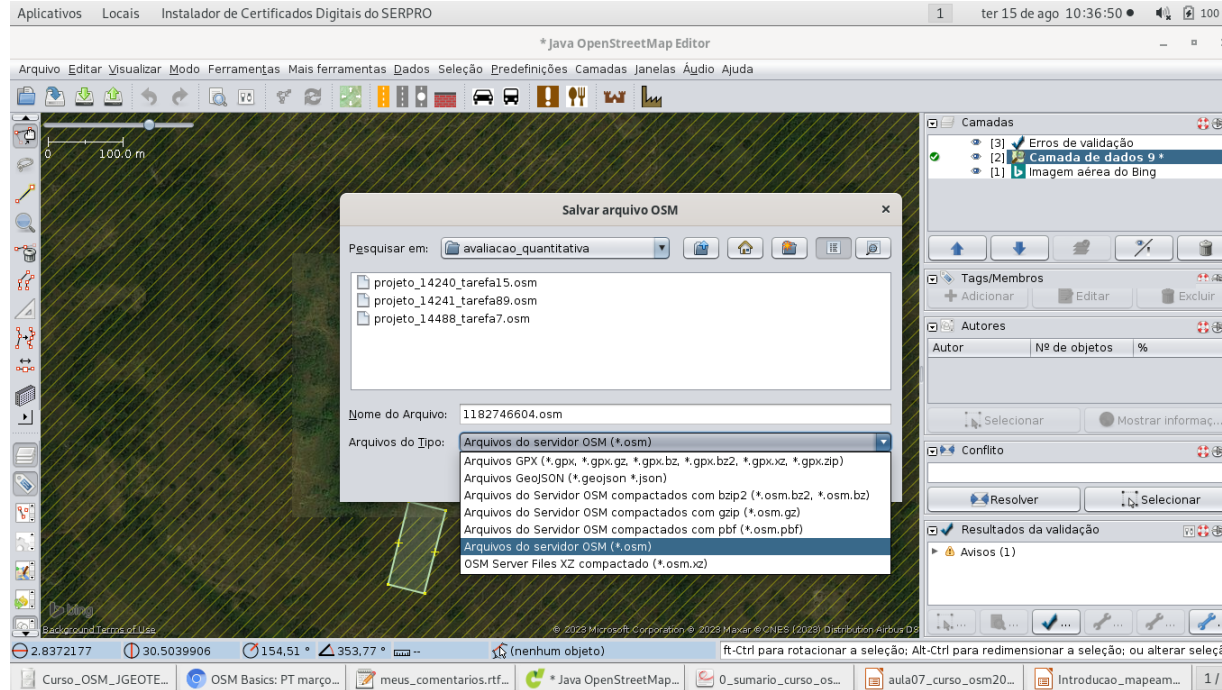 Aplicativos Locais Instalador de Certificados Digitais do SERPRO 1 ter 15 de ago 10:36:50 100
* Java OpenStreetMap Editor
Arquivo Editar Visualizar Modo Ferramentas Mais ferramentas Dados Seleção Predefinições Camadas Janelas Áudio Ajuda
0 100.0 m
Camadas
[3] Erros de validação
[2] Camada de dados 9 *
[1] Imagem aérea do Bing
Salvar arquivo OSM
Pesquisar em: avaliacao_quantitativa
projeto_14240_tarefa15.osm
projeto_14241_tarefa89.osm
projeto_14488_tarefa7.osm
Nome do Arquivo: 1182746604.osm
Arquivos do Tipo: Arquivos do servidor OSM (*.osm)
Arquivos GPX (*.gpx, *.gpx.gz, *.gpx.bz, *.gpx.bz2, *.gpx.xz, *.gpx.zip)
Arquivos GeoJSON (*.geojson *.json)
Arquivos do Servidor OSM compactados com bzip2 (*.osm.bz2, *.osm.bz)
Arquivos do Servidor OSM compactados com gzip (*.osm.gz)
Arquivos do Servidor OSM compactados com pbf (*.osm.pbf)
Arquivos do servidor OSM (*.osm)
OSM Server Files XZ compactado (*.osm.xz)
Tags/Membros
Adicionar Editar Excluir
Autores
Autor Nº de objetos %
Selecionar Mostrar informaç...
Conflito
Resolver Selecionar
Resultados da validação
Avisos (1)
... ... ... ... ...
bing
Background Terms of Use © 2023 Microsoft Corporation © 2023 Maxar © CNES (2023) Distribution Airbus DS
2.8372177 30.5039906 154,51 ° 353,77 ° -- (nenhum objeto) ft-Ctrl para rotacionar a seleção; Alt-Ctrl para redimensionar a seleção; ou alterar seleçã
Curso_OSM_JGEOTE... OSM Basics: PT março... meus_comentarios.rtf... * Java OpenStreetMap... 0_sumario_curso_os... aula07_curso_osm20... Introducao_mapeam... 1 /